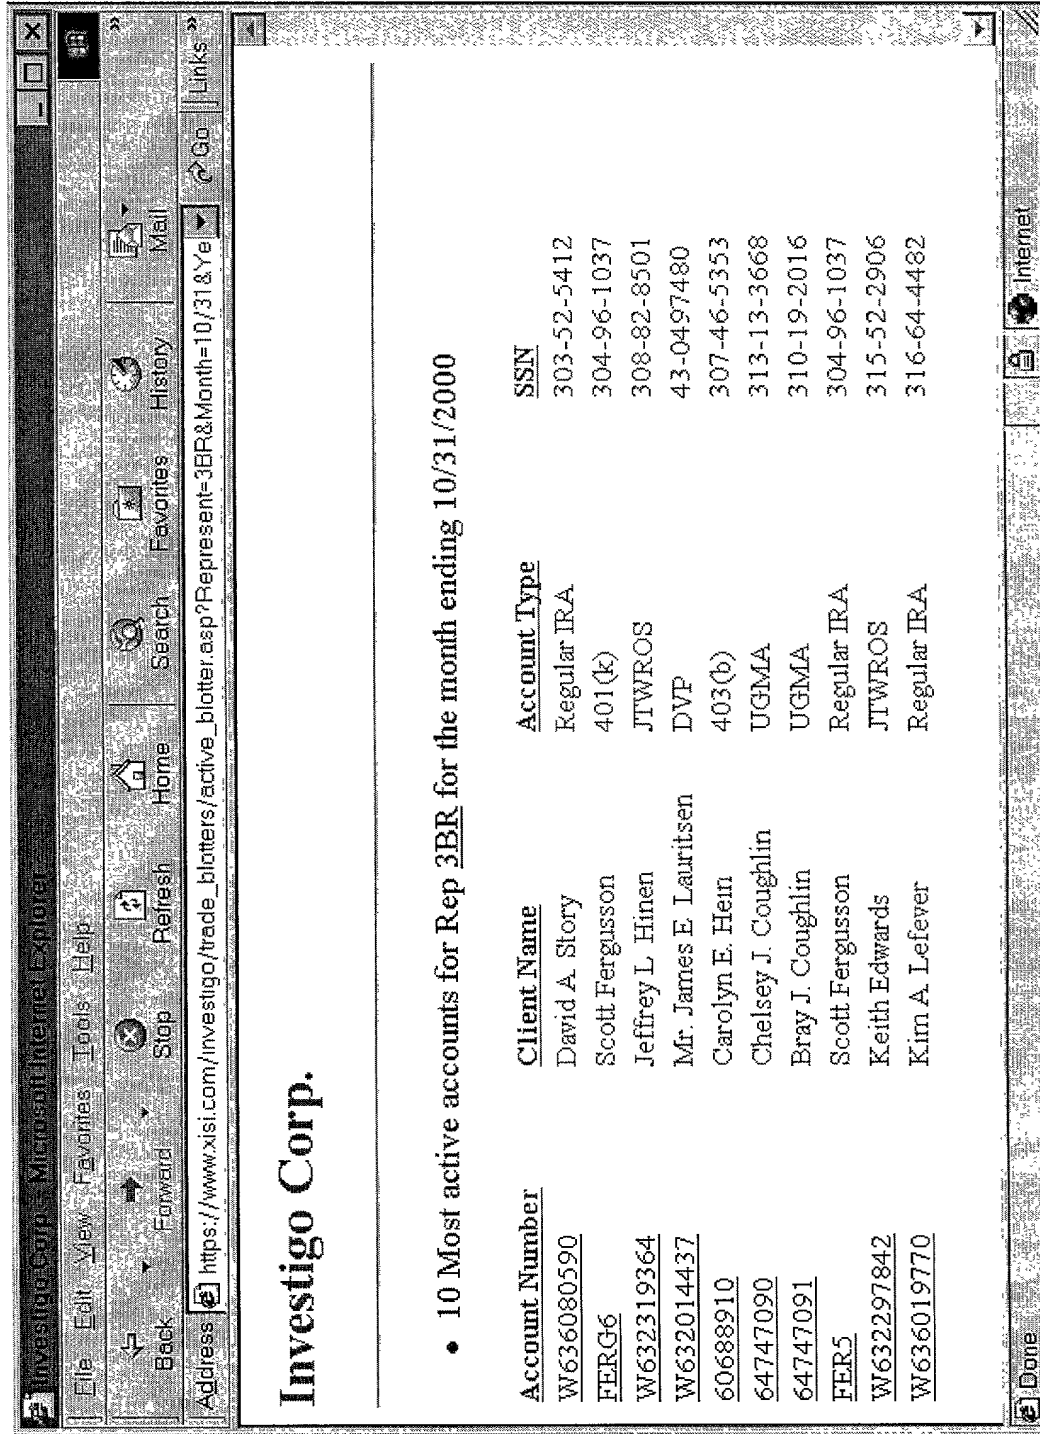 Investigo Corp - Microsoft Internet Explorer
File Edit View Favorites Tools Help
Back Forward Stop Refresh Home Search Favorites History Mail »
Address https://www.xisi.com/Investigo/trade_blotters/active_blotter.asp?Represent=3BR&Month=10/31&Ye Go Links »
Investigo Corp.
• 10 Most active accounts for Rep 3BR for the month ending 10/31/2000
Account Number Client Name Account Type SSN
W636080590 David A. Story Regular IRA 303-52-5412
FERG6 Scott Fergusson 401(k) 304-96-1037
W632319364 Jeffrey L. Hinen JTWROS 308-82-8501
W632014437 Mr. James E. Lauritsen DVP 43-0497480
60688910 Carolyn E. Hein 403(b) 307-46-5353
64747090 Chelsey J. Coughlin UGMA 313-13-3668
64747091 Bray J. Coughlin UGMA 310-19-2016
FER5 Scott Fergusson Regular IRA 304-96-1037
W632297842 Keith Edwards JTWROS 315-52-2906
W636019770 Kim A. Lefever Regular IRA 316-64-4482
Done Internet